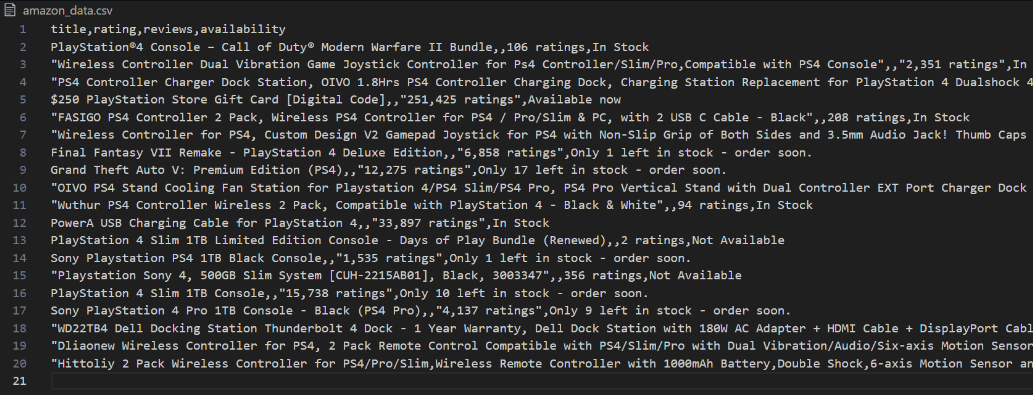 amazon_data.csv
1 title,rating,reviews,availability
2 PlayStation®4 Console – Call of Duty® Modern Warfare II Bundle,,106 ratings,In Stock
3 "Wireless Controller Dual Vibration Game Joystick Controller for Ps4 Controller/Slim/Pro,Compatible with PS4 Console",,"2,351 ratings",In
4 "PS4 Controller Charger Dock Station, OIVO 1.8Hrs PS4 Controller Charging Dock, Charging Station Replacement for PlayStation 4 Dualshock 4
5 $250 PlayStation Store Gift Card [Digital Code],,"251,425 ratings",Available now
6 "FASIGO PS4 Controller 2 Pack, Wireless PS4 Controller for PS4 / Pro/Slim & PC, with 2 USB C Cable - Black",,208 ratings,In Stock
7 "Wireless Controller for PS4, Custom Design V2 Gamepad Joystick for PS4 with Non-Slip Grip of Both Sides and 3.5mm Audio Jack! Thumb Caps
8 Final Fantasy VII Remake - PlayStation 4 Deluxe Edition,,"6,858 ratings",Only 1 left in stock - order soon.
9 Grand Theft Auto V: Premium Edition (PS4),,"12,275 ratings",Only 17 left in stock - order soon.
10 "OIVO PS4 Stand Cooling Fan Station for Playstation 4/PS4 Slim/PS4 Pro, PS4 Pro Vertical Stand with Dual Controller EXT Port Charger Dock
11 "Wuthur PS4 Controller Wireless 2 Pack, Compatible with PlayStation 4 - Black & White",,94 ratings,In Stock
12 PowerA USB Charging Cable for PlayStation 4,,"33,897 ratings",In Stock
13 PlayStation 4 Slim 1TB Limited Edition Console - Days of Play Bundle (Renewed),,2 ratings,Not Available
14 Sony Playstation PS4 1TB Black Console,,"1,535 ratings",Only 1 left in stock - order soon.
15 "Playstation Sony 4, 500GB Slim System [CUH-2215AB01], Black, 3003347",,356 ratings,Not Available
16 PlayStation 4 Slim 1TB Console,,"15,738 ratings",Only 10 left in stock - order soon.
17 Sony PlayStation 4 Pro 1TB Console - Black (PS4 Pro),,"4,137 ratings",Only 9 left in stock - order soon.
18 "WD22TB4 Dell Docking Station Thunderbolt 4 Dock - 1 Year Warranty, Dell Dock Station with 180W AC Adapter + HDMI Cable + DisplayPort Cabl
19 "Dliaonew Wireless Controller for PS4, 2 Pack Remote Control Compatible with PS4/Slim/Pro with Dual Vibration/Audio/Six-axis Motion Sensor
20 "Hittoliy 2 Pack Wireless Controller for PS4/Pro/Slim,Wireless Remote Controller with 1000mAh Battery,Double Shock,6-axis Motion Sensor an
21